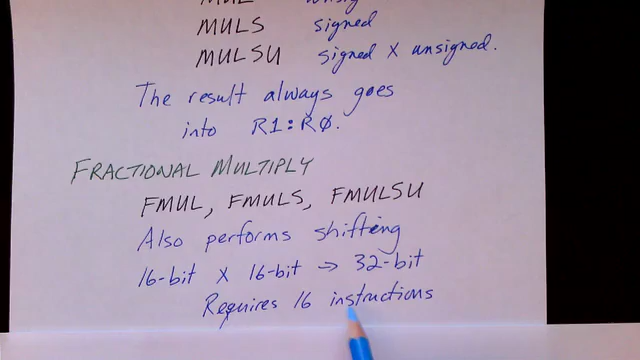 MULS signed
MULSU signed X unsigned.
The result always goes
into R1:RØ.
FRACTIONAL MULTIPLY
FMUL, FMULS, FMULSU
Also performs shifting
16-bit X 16-bit → 32-bit
Requires 16 instructions